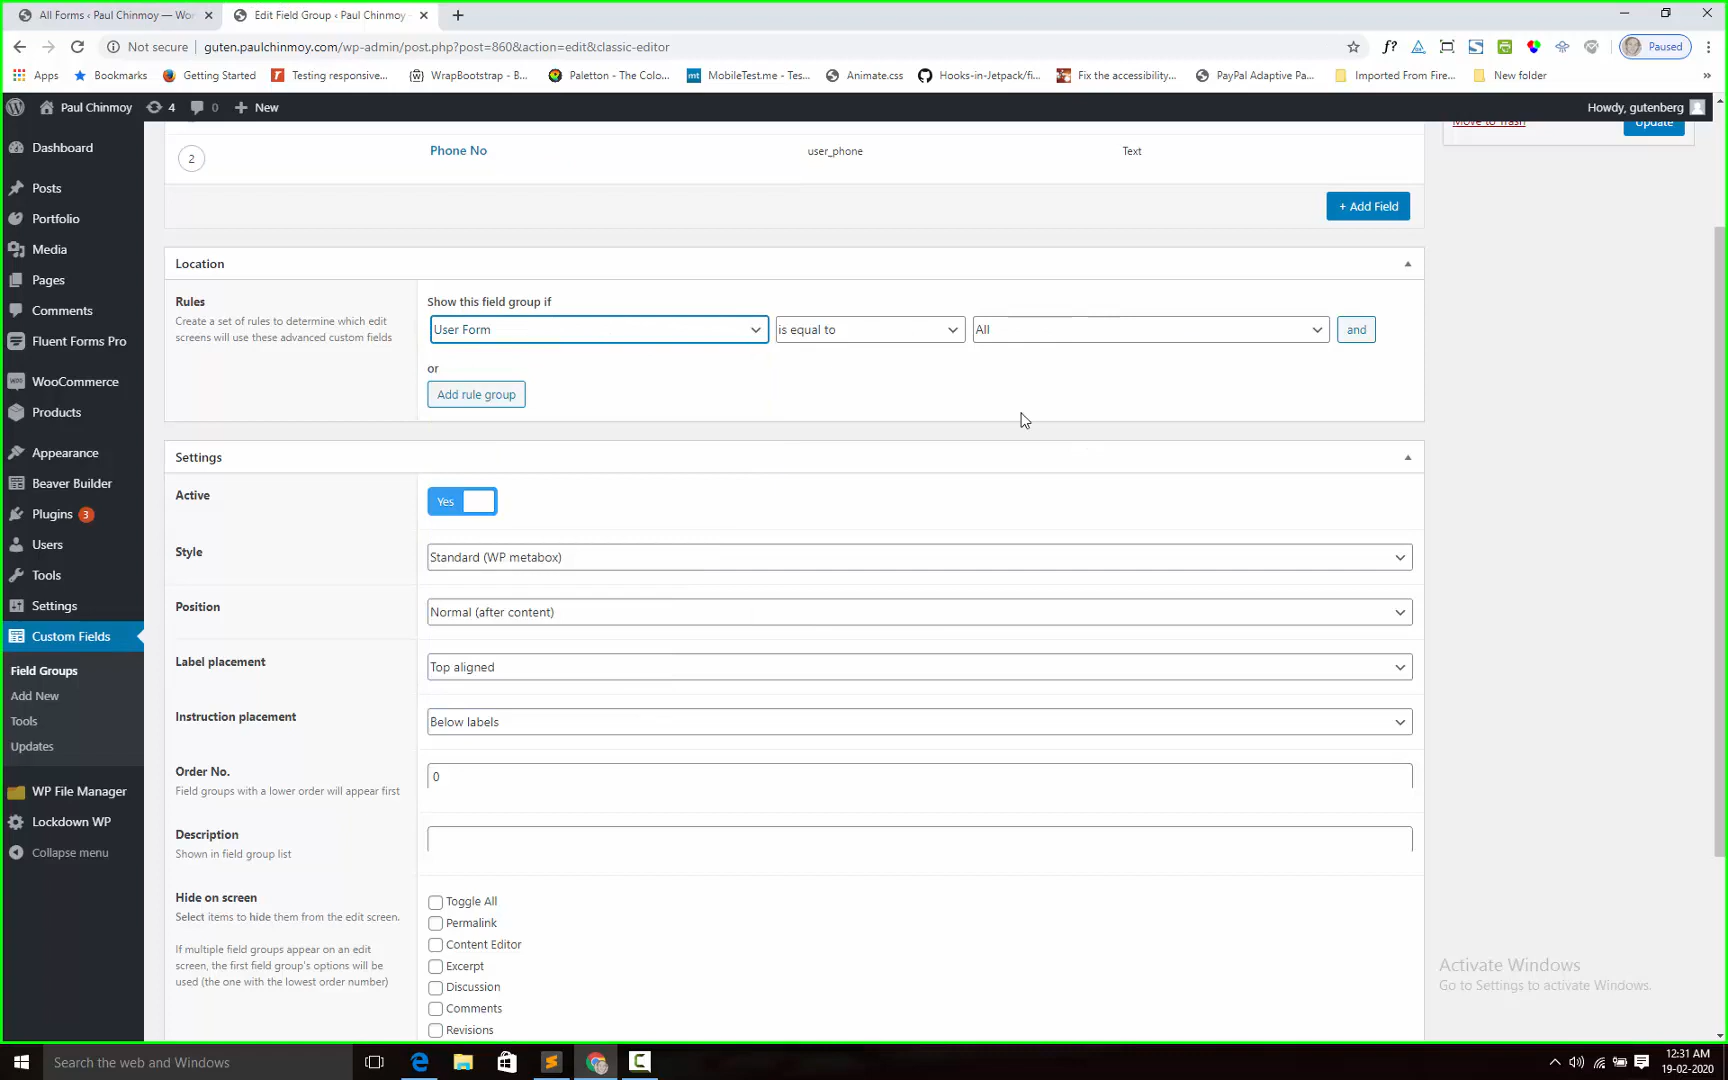 All Forms ‹ Paul Chinmoy — Wor
Edit Field Group ‹ Paul Chinmoy
Not secure
guten.paulchinmoy.com/wp-admin/post.php?post=860&action=edit&classic-editor
f?
Paused
Apps
Bookmarks
Getting Started
Testing responsive...
WrapBootstrap - B...
Paletton - The Colo...
mt
MobileTest.me - Tes...
Animate.css
Hooks-in-Jetpack/fi...
Fix the accessibility...
PayPal Adaptive Pa...
Imported From Fire...
New folder
»
Paul Chinmoy
4
0
New
Howdy, gutenberg
Dashboard
Posts
Portfolio
Media
Pages
Comments
Fluent Forms Pro
WooCommerce
Products
Appearance
Beaver Builder
Plugins 3
Users
Tools
Settings
Custom Fields
Field Groups
Add New
Tools
Updates
WP File Manager
Lockdown WP
Collapse menu
Move to Trash
Update
2
Phone No
user_phone
Text
+ Add Field
Location
Rules
Create a set of rules to determine which edit
screens will use these advanced custom fields
Show this field group if
User Form
is equal to
All
and
or
Add rule group
Settings
Active
Yes
Style
Standard (WP metabox)
Position
Normal (after content)
Label placement
Top aligned
Instruction placement
Below labels
Order No.
Field groups with a lower order will appear first
0
Description
Shown in field group list
Hide on screen
Select items to hide them from the edit screen.
If multiple field groups appear on an edit
screen, the first field group's options will be
used (the one with the lowest order number)
Toggle All
Permalink
Content Editor
Excerpt
Discussion
Comments
Revisions
Activate Windows
Go to Settings to activate Windows.
Search the web and Windows
12:31 AM
19-02-2020